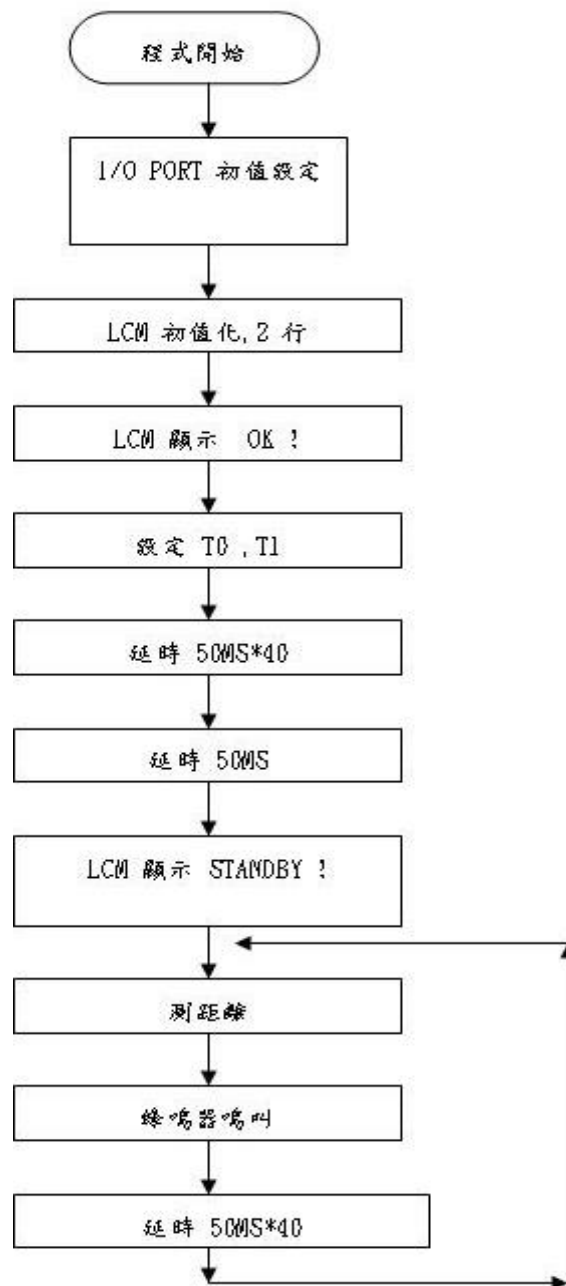 程式開始
I/O PORT 初值設定
LCM 初值化,2 行
LCM 顯示 OK !
設定 T0 ,T1
延時 50MS*40
延時 50MS
LCM 顯示 STANDBY !
測距離
蜂鳴器鳴叫
延時 50MS*40